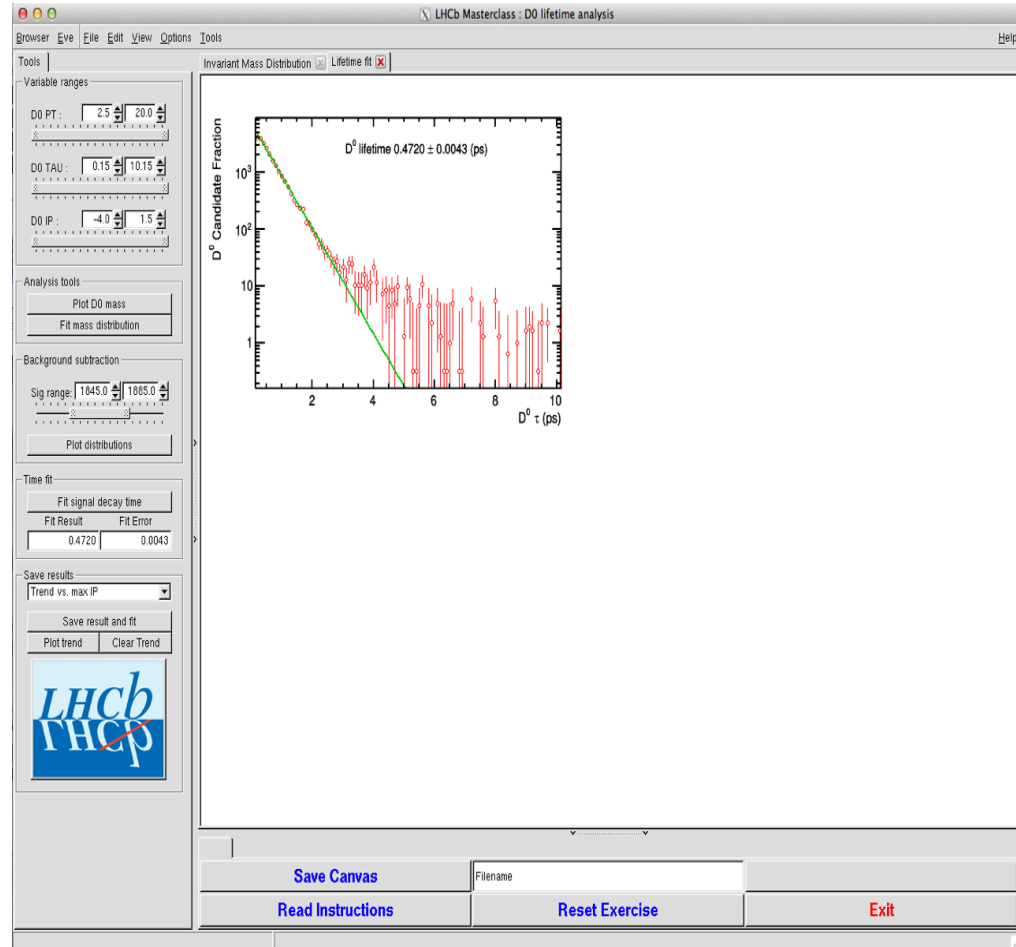 LHCb Masterclass : D0 lifetime analysis
Browser Eve File Edit View Options Tools Help
Tools
Invariant Mass Distribution Lifetime fit
Variable ranges
D0 PT : 2.5 20.0
D0 TAU : 0.15 10.15
D0 IP : -4.0 1.5
Analysis tools
Plot D0 mass
Fit mass distribution
Background subtraction
Sig range: 1845.0 1885.0
Plot distributions
Time fit
Fit signal decay time
Fit Result Fit Error
0.4720 0.0043
Save results
Trend vs. max IP
Save result and fit
Plot trend Clear Trend
LHCb
LHCb
D⁰ lifetime 0.4720 ± 0.0043 (ps)
D⁰ Candidate Fraction
10³
10²
10
1
2 4 6 8 10
D⁰ τ (ps)
Save Canvas Filename
Read Instructions Reset Exercise Exit